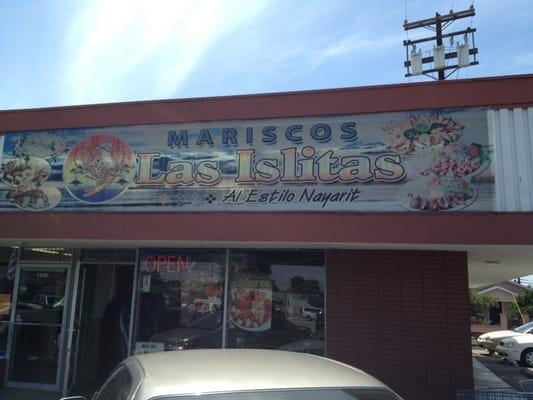 MARISCOS
Las Islitas
Al Estilo Nayarit
OPEN